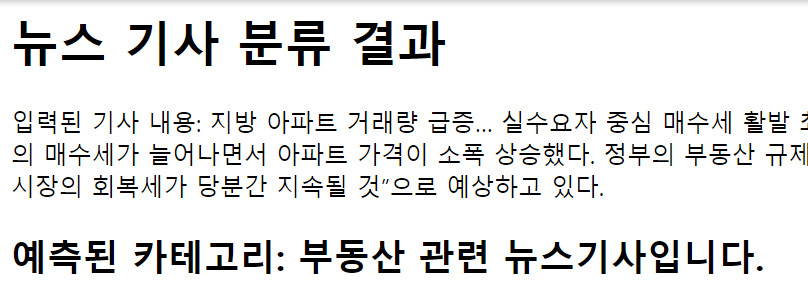 뉴스 기사 분류 결과
입력된 기사 내용: 지방 아파트 거래량 급증... 실수요자 중심 매수세 활발
의 매수세가 늘어나면서 아파트 가격이 소폭 상승했다. 정부의 부동산 규제
시장의 회복세가 당분간 지속될 것”으로 예상하고 있다.
예측된 카테고리: 부동산 관련 뉴스기사입니다.